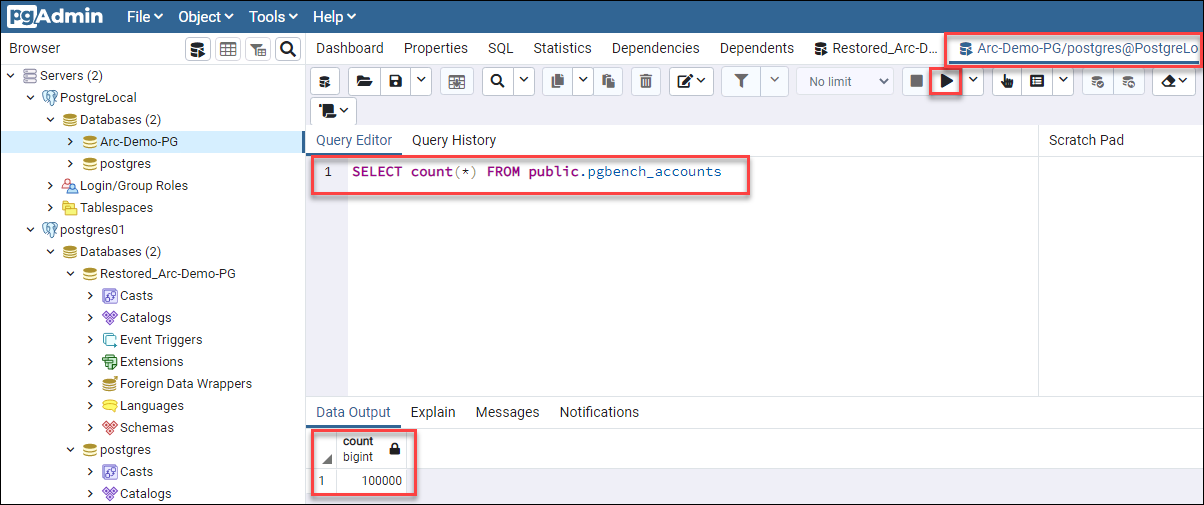 pgAdmin File Object Tools Help
Browser
Dashboard Properties SQL Statistics Dependencies Dependents Restored_Arc-D... Arc-Demo-PG/postgres@PostgreLo
No limit
Servers (2)
PostgreLocal
Databases (2)
Arc-Demo-PG
postgres
Login/Group Roles
Tablespaces
postgres01
Databases (2)
Restored_Arc-Demo-PG
Casts
Catalogs
Event Triggers
Extensions
Foreign Data Wrappers
Languages
Schemas
postgres
Casts
Catalogs
Query Editor Query History
Scratch Pad
1 SELECT count(*) FROM public.pgbench_accounts
Data Output Explain Messages Notifications
count
bigint
1 100000